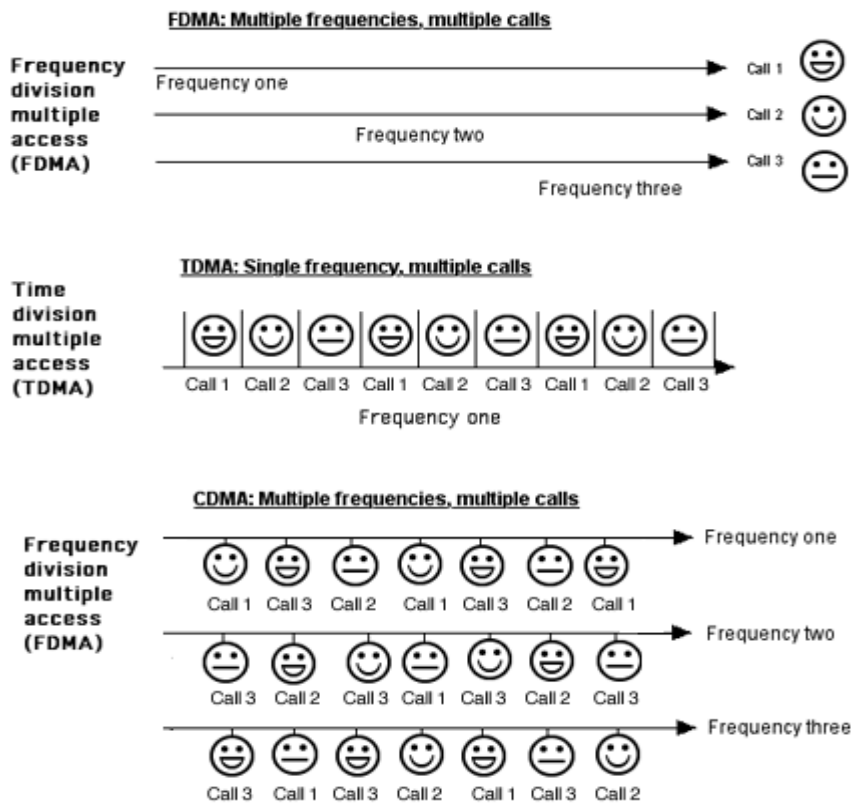 FDMA: Multiple frequencies, multiple calls
Frequency
division
multiple
access
(FDMA)
Frequency one
Call 1
Frequency two
Call 2
Frequency three
Call 3
TDMA: Single frequency, multiple calls
Time
division
multiple
access
(TDMA)
Call 1 Call 2 Call 3 Call 1 Call 2 Call 3 Call 1 Call 2 Call 3
Frequency one
CDMA: Multiple frequencies, multiple calls
Frequency
division
multiple
access
(FDMA)
Frequency one
Call 1 Call 3 Call 2 Call 1 Call 3 Call 2 Call 1
Frequency two
Call 3 Call 2 Call 3 Call 1 Call 3 Call 2 Call 3
Frequency three
Call 3 Call 1 Call 3 Call 2 Call 1 Call 3 Call 2